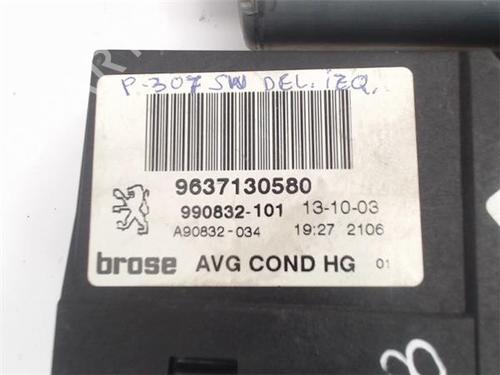 P-307 SW DEL. IZQ.
9637130580
990832-101 13-10-03
A90832-034 19:27 2106
brose AVG COND HG 01